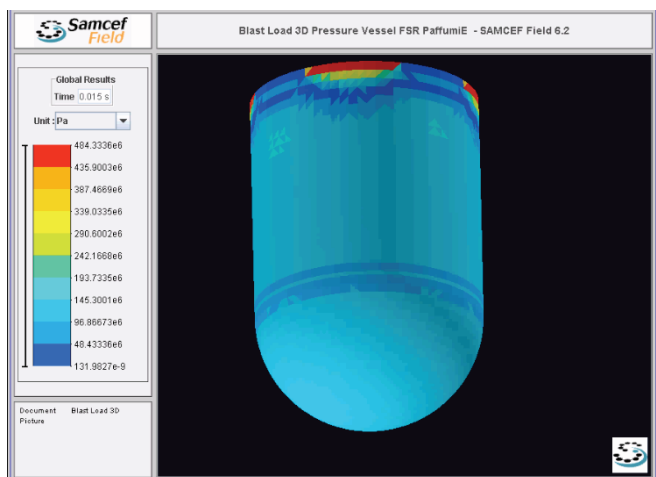 Samcef
Field
Blast Load 3D Pressure Vessel FSR PaffumiE - SAMCEF Field 6.2
Global Results
Time 0.015 s
Unit : Pa
484.3336e6
435.9003e6
387.4669e6
339.0335e6
290.6002e6
242.1668e6
193.7335e6
145.3001e6
96.86673e6
48.43336e6
131.9827e-9
Document Blast Load 3D
Picture